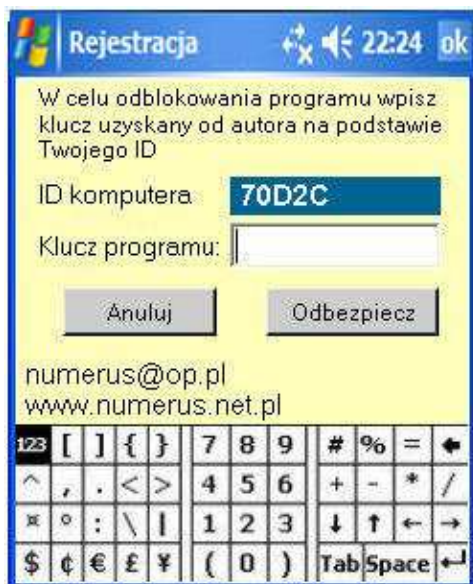 Rejestracja 22:24 ok
W celu odblokowania programu wpisz
klucz uzyskany od autora na podstawie
Twojego ID
ID komputera 70D2C
Klucz programu:
Anuluj Odbezpiecz
numerus@op.pl
www.numerus.net.pl
123 [ ] { } 7 8 9 # % = ←
^ , . < > 4 5 6 + - * /
¤ ° : \ | 1 2 3 ↓ ↑ ← →
$ ¢ € £ ¥ ( 0 ) Tab Space ↵